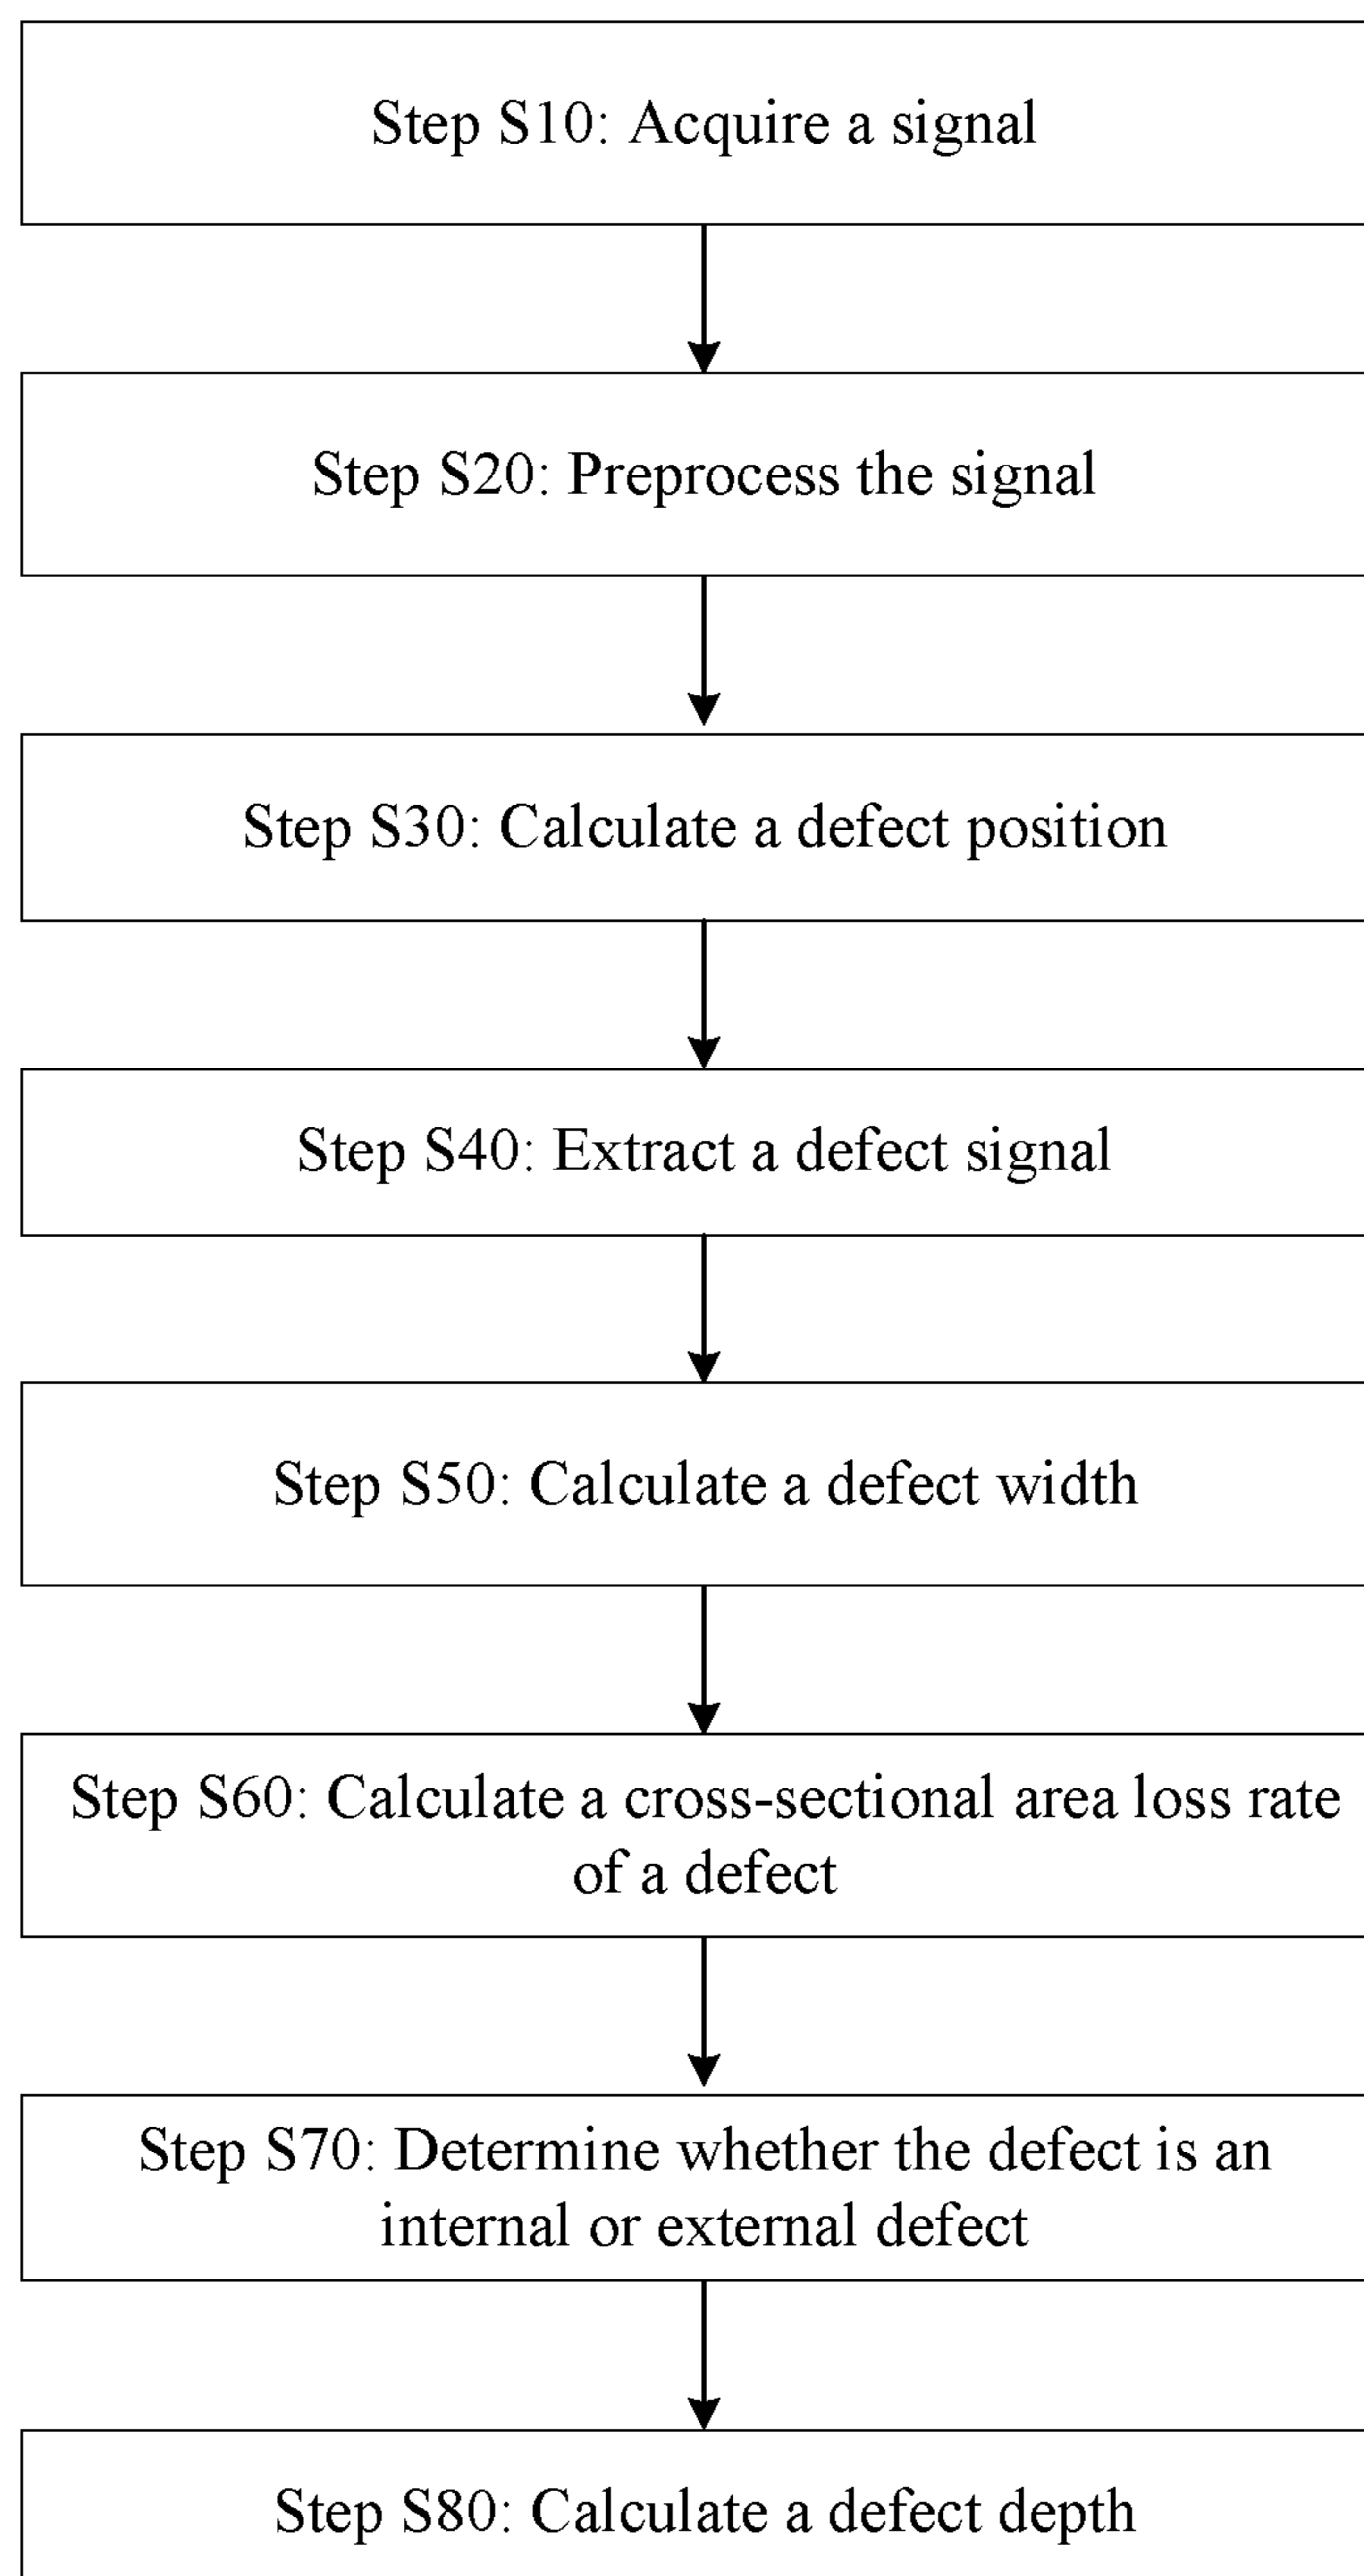 Step S10: Acquire a signal
Step S20: Preprocess the signal
Step S30: Calculate a defect position
Step S40: Extract a defect signal
Step S50: Calculate a defect width
Step S60: Calculate a cross-sectional area loss rate
of a defect
Step S70: Determine whether the defect is an
internal or external defect
Step S80: Calculate a defect depth